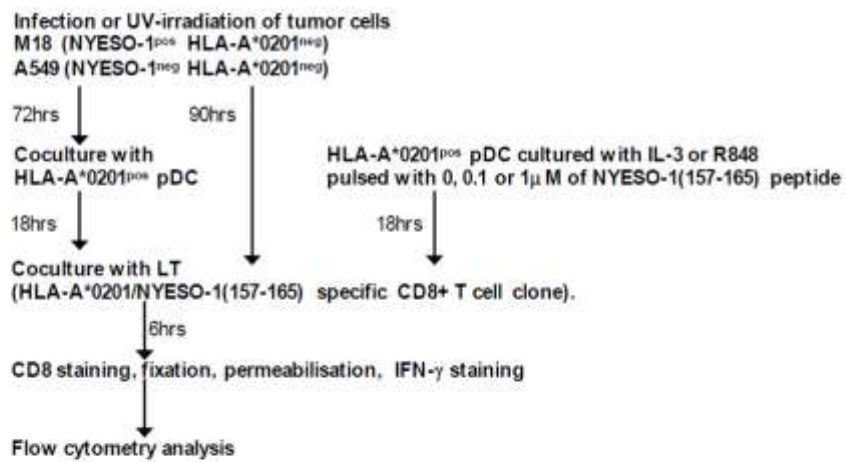 Infection or UV-irradiation of tumor cells
M18 (NYESO-1pos HLA-A*0201neg)
A549 (NYESO-1neg HLA-A*0201neg)
72hrs 90hrs
Coculture with
HLA-A*0201pos pDC
HLA-A*0201pos pDC cultured with IL-3 or R848
pulsed with 0, 0.1 or 1μ M of NYESO-1(157-165) peptide
18hrs 18hrs
Coculture with LT
(HLA-A*0201/NYESO-1(157-165) specific CD8+ T cell clone).
6hrs
CD8 staining, fixation, permeabilisation, IFN-γ staining
Flow cytometry analysis